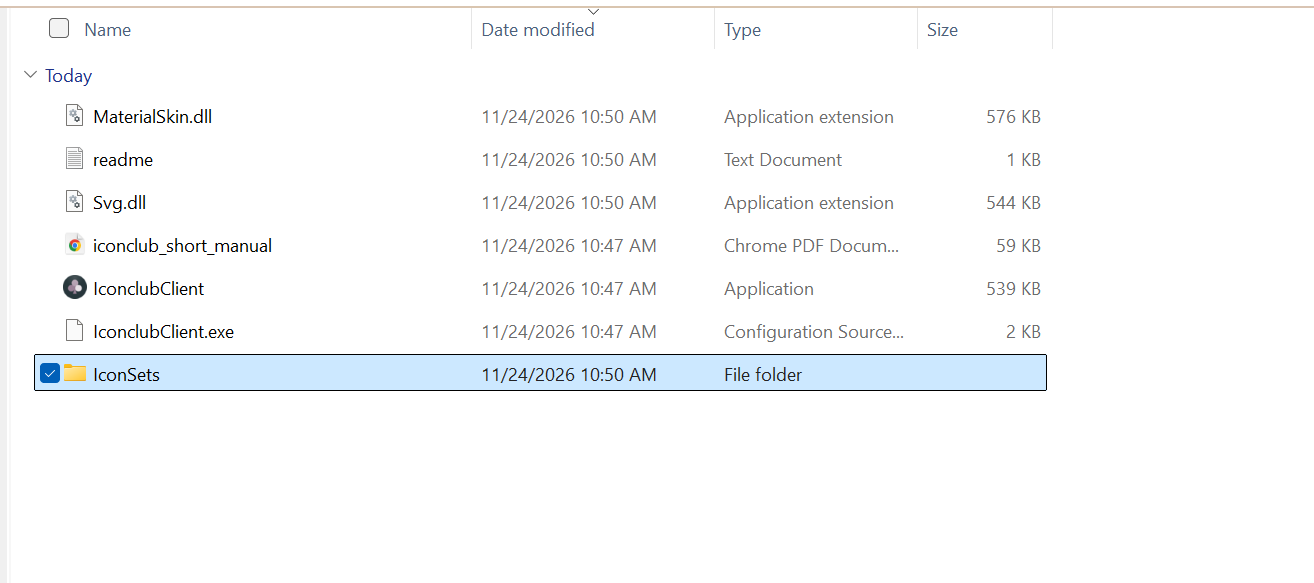 Name Date modified Type Size
Today
MaterialSkin.dll 11/24/2026 10:50 AM Application extension 576 KB
readme 11/24/2026 10:50 AM Text Document 1 KB
Svg.dll 11/24/2026 10:50 AM Application extension 544 KB
iconclub_short_manual 11/24/2026 10:47 AM Chrome PDF Docum... 59 KB
IconclubClient 11/24/2026 10:47 AM Application 539 KB
IconclubClient.exe 11/24/2026 10:47 AM Configuration Source... 2 KB
IconSets 11/24/2026 10:50 AM File folder